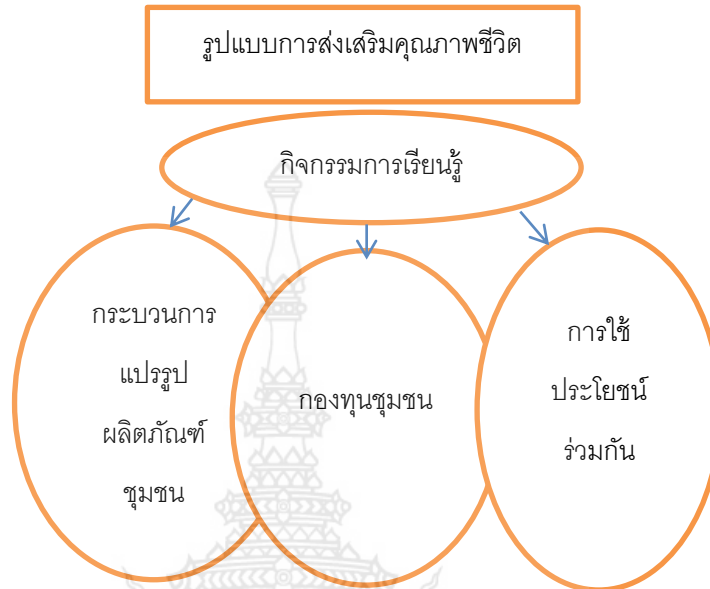 รูปแบบการส่งเสริมคุณภาพชีวิต
กิจกรรมการเรียนรู้
กระบวนการ
แปรรูป
ผลิตภัณฑ์
ชุมชน
กองทุนชุมชน
การใช้
ประโยชน์
ร่วมกัน